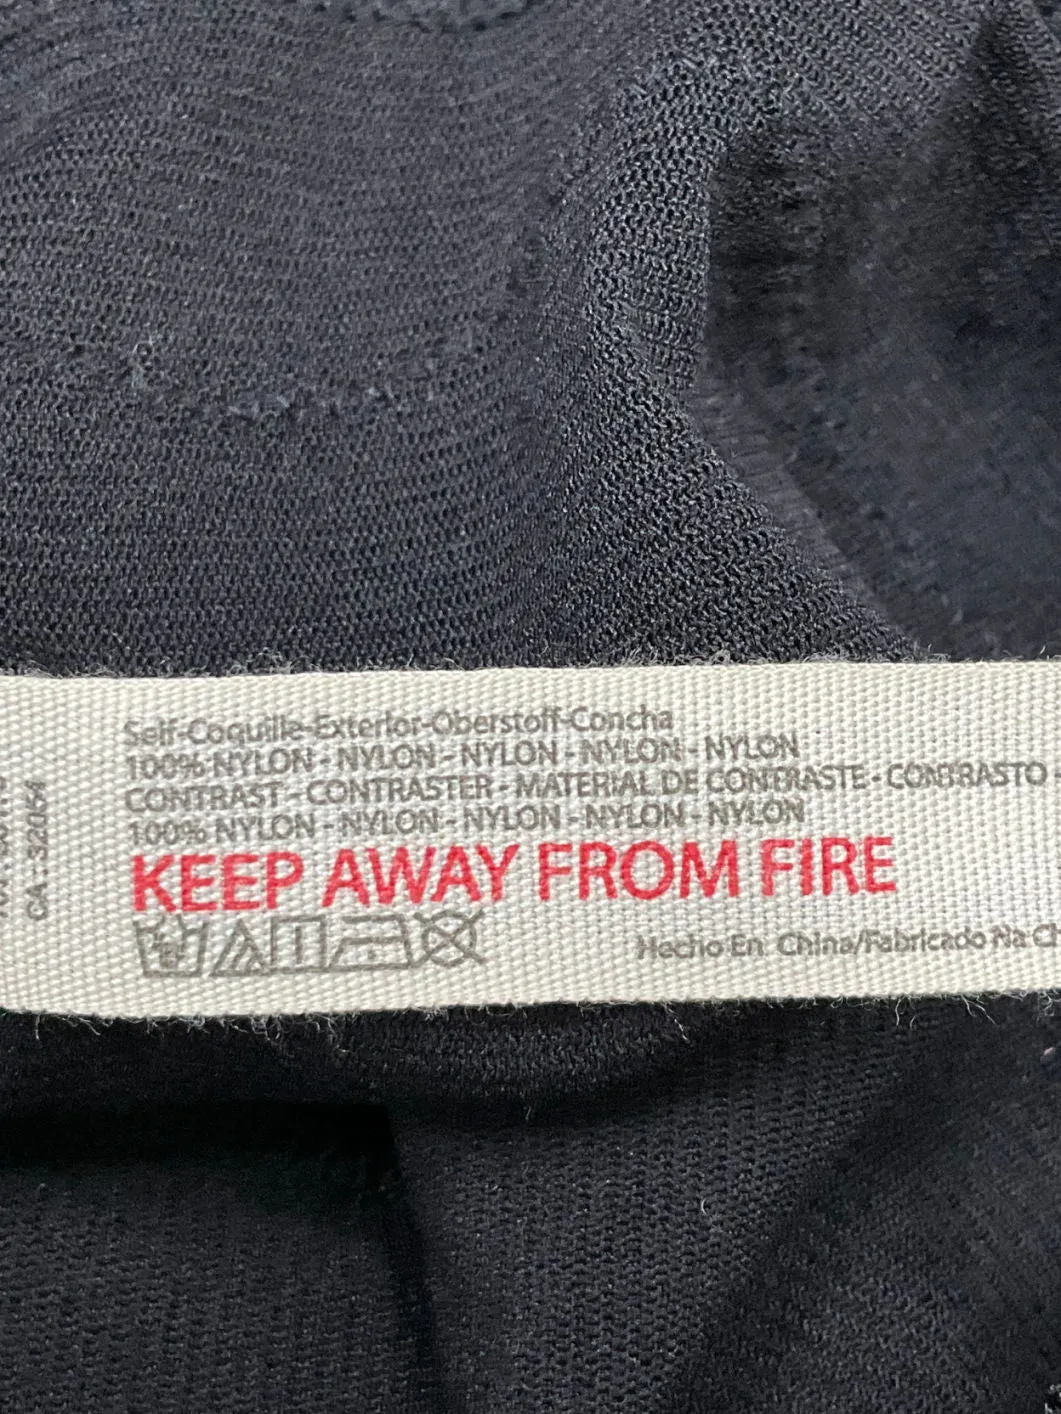 Self-Coquille-Exterior-Oberstoff-Concha
100% NYLON - NYLON - NYLON - NYLON - NYLON
CONTRAST - CONTRASTER - MATERIAL DE CONTRASTE - CONTRASTO
100% NYLON - NYLON - NYLON - NYLON - NYLON
KEEP AWAY FROM FIRE
Hecho En China/Fabricado Na Ch
CA: 32064